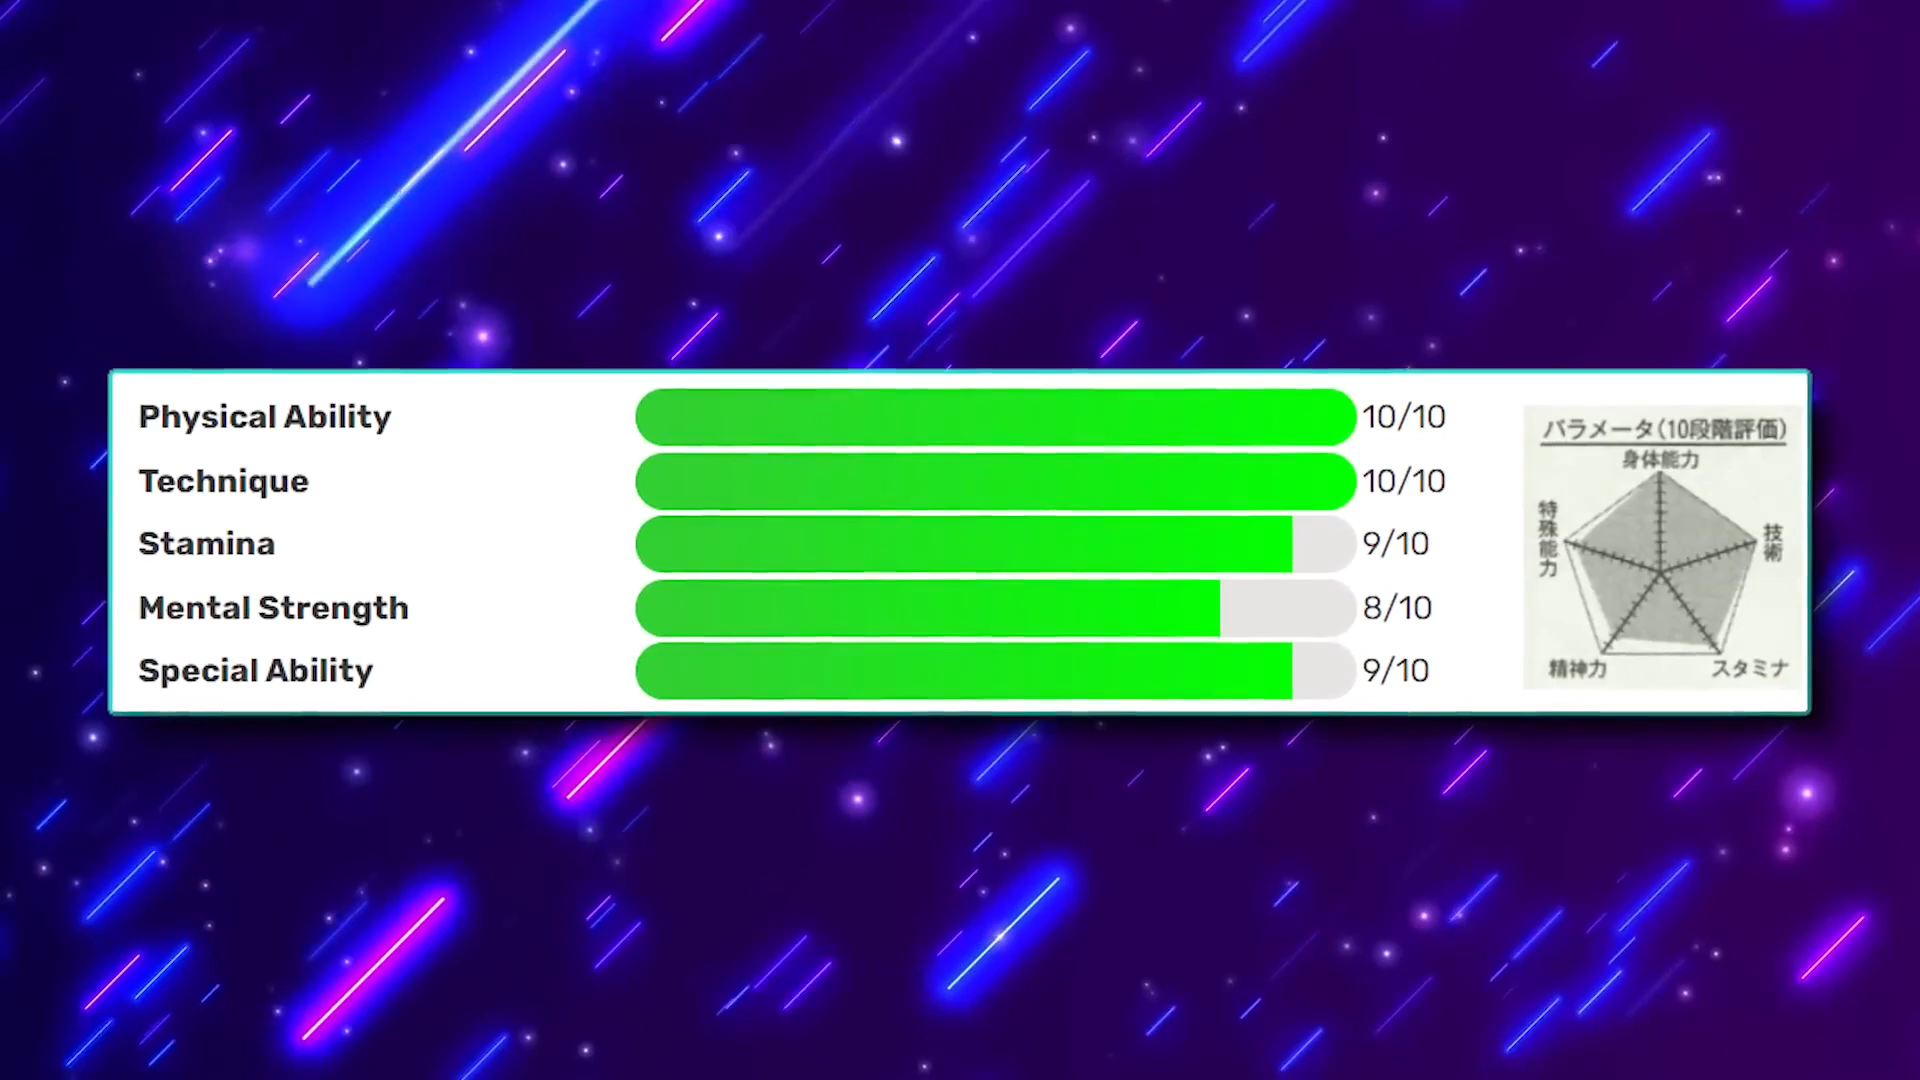 Physical Ability 10/10
Technique 10/10
Stamina 9/10
Mental Strength 8/10
Special Ability 9/10
パラメータ(10段階評価)
身体能力
特殊能力
技術
精神力
スタミナ